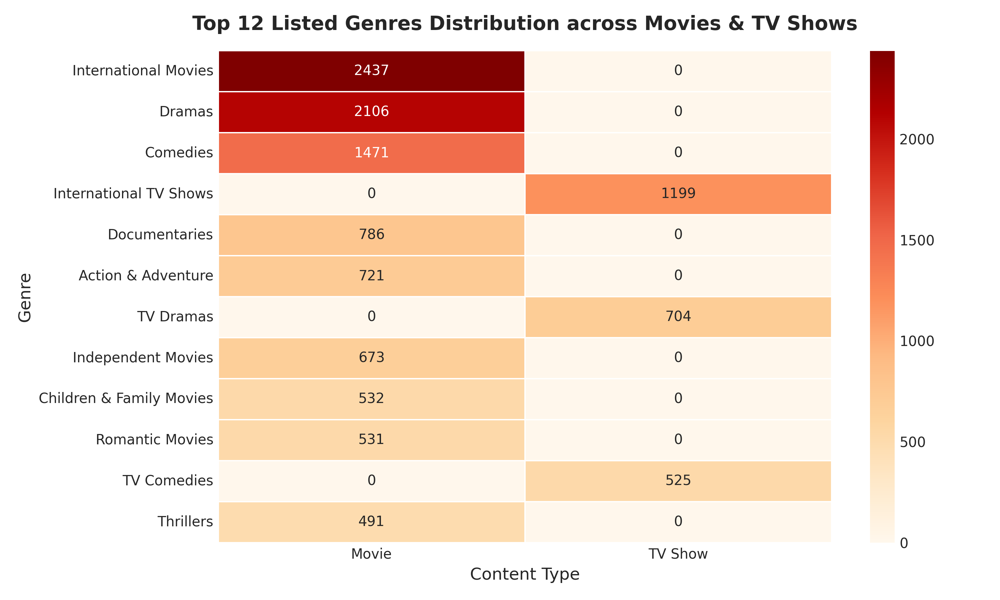 Top 12 Listed Genres Distribution across Movies & TV Shows
Genre
International Movies 2437 0
Dramas 2106 0
Comedies 1471 0
International TV Shows 0 1199
Documentaries 786 0
Action & Adventure 721 0
TV Dramas 0 704
Independent Movies 673 0
Children & Family Movies 532 0
Romantic Movies 531 0
TV Comedies 0 525
Thrillers 491 0
Movie TV Show
Content Type
2000
1500
1000
500
0